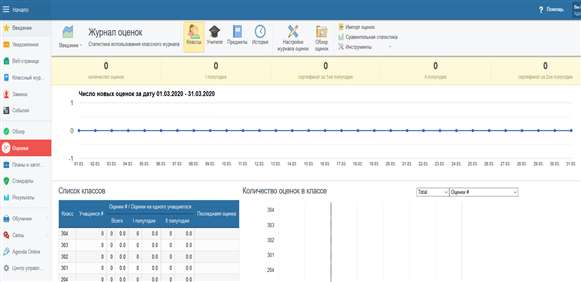 Начало
? Помощь
Введение
Уведомления
Веб-страница
Классный жур...
Замена
События
Обзор
Оценки
Планы и загот...
Стандарты
Результаты
Обучение
Связь
Agenda Online
Центр управл...
Введение
Журнал оценок
Статистика использования классного журнала
Классы
Учителя
Предметы
История
Настройки
журнала оценок
Обзор
оценок
Импорт оценок
Сравнительная статистика
Инструменты
0 0 0 0 0
количество оценок I полугодие сертификат за 1ое полугодие II полугодие сертификат за 2ое полугодие
Число новых оценок за дату 01.03.2020 - 31.03.2020
1
0
-1
01.03 02.03 03.03 04.03 05.03 06.03 07.03 08.03 09.03 10.03 11.03 12.03 13.03 14.03 15.03 16.03 17.03 18.03 19.03 20.03 21.03 22.03 23.03 24.03 25.03 26.03 27.03 28.03 29.03 30.03 31.03
Список классов
Класс Учащиеся # Оценки # / Оценки на одного учащегося Последняя оценка
Всего I полугодие II полугодие
304 0 0 0.0 0 0.0 0 0.0
303 0 0 0.0 0 0.0 0 0.0
302 0 0 0.0 0 0.0 0 0.0
301 0 0 0.0 0 0.0 0 0.0
204 0 0 0.0 0 0.0 0 0.0
Количество оценок в классе
Total Оценки #
304
303
302
301
204